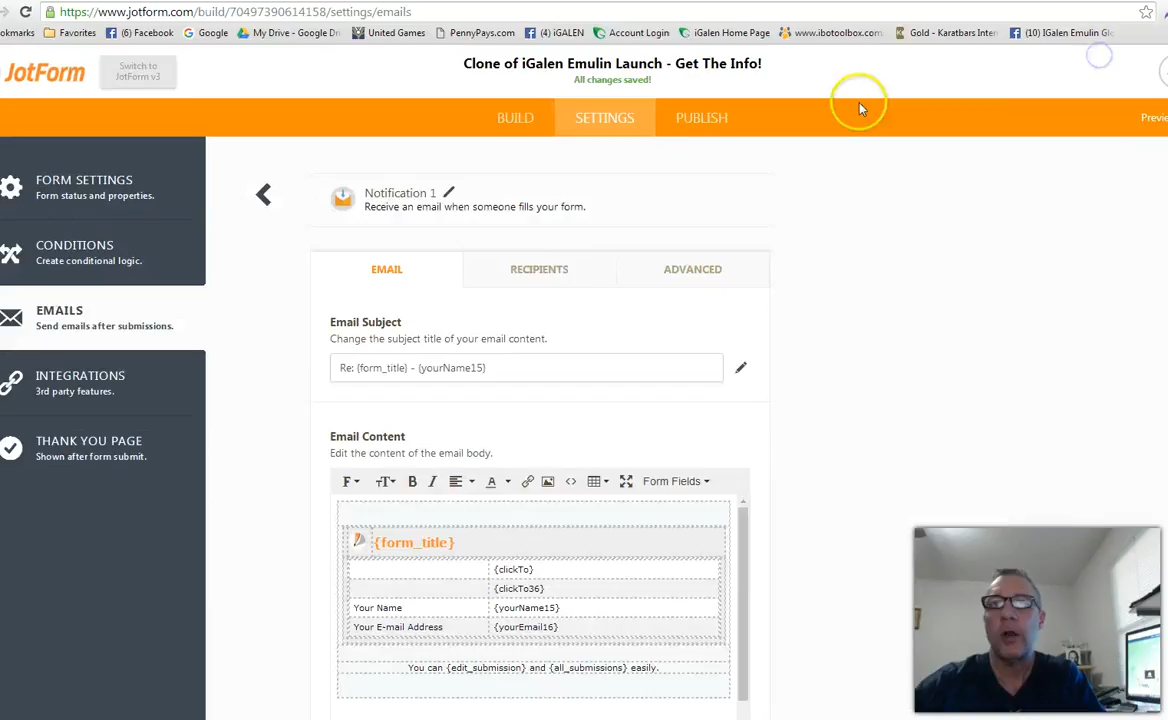 https://www.jotform.com/build/70497390614158/settings/emails
okmarks Favorites (6) Facebook Google My Drive - Google Dri United Games PennyPays.com (4) iGALEN Account Login iGalen Home Page www.ibotoolbox.com Gold - Karatbars Inter (10) IGalen Emulin Glo
JotForm
Switch to
JotForm v3
Clone of iGalen Emulin Launch - Get The Info!
All changes saved!
BUILD SETTINGS PUBLISH
Previe
FORM SETTINGS
Form status and properties.
CONDITIONS
Create conditional logic.
EMAILS
Send emails after submissions.
INTEGRATIONS
3rd party features.
THANK YOU PAGE
Shown after form submit.
Notification 1
Receive an email when someone fills your form.
EMAIL RECIPIENTS ADVANCED
Email Subject
Change the subject title of your email content.
Re: {form_title} - {yourName15}
Email Content
Edit the content of the email body.
F TT B I A Form Fields
{form_title}
{clickTo}
{clickTo36}
Your Name {yourName15}
Your E-mail Address {yourEmail16}
You can {edit_submission} and {all_submissions} easily.